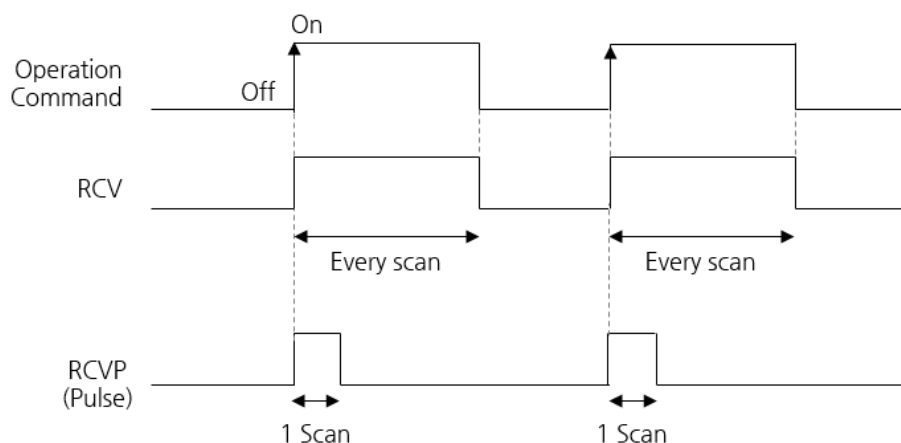 On
Operation
Command
Off
RCV
Every scan
Every scan
RCVP
(Pulse)
1 Scan
1 Scan